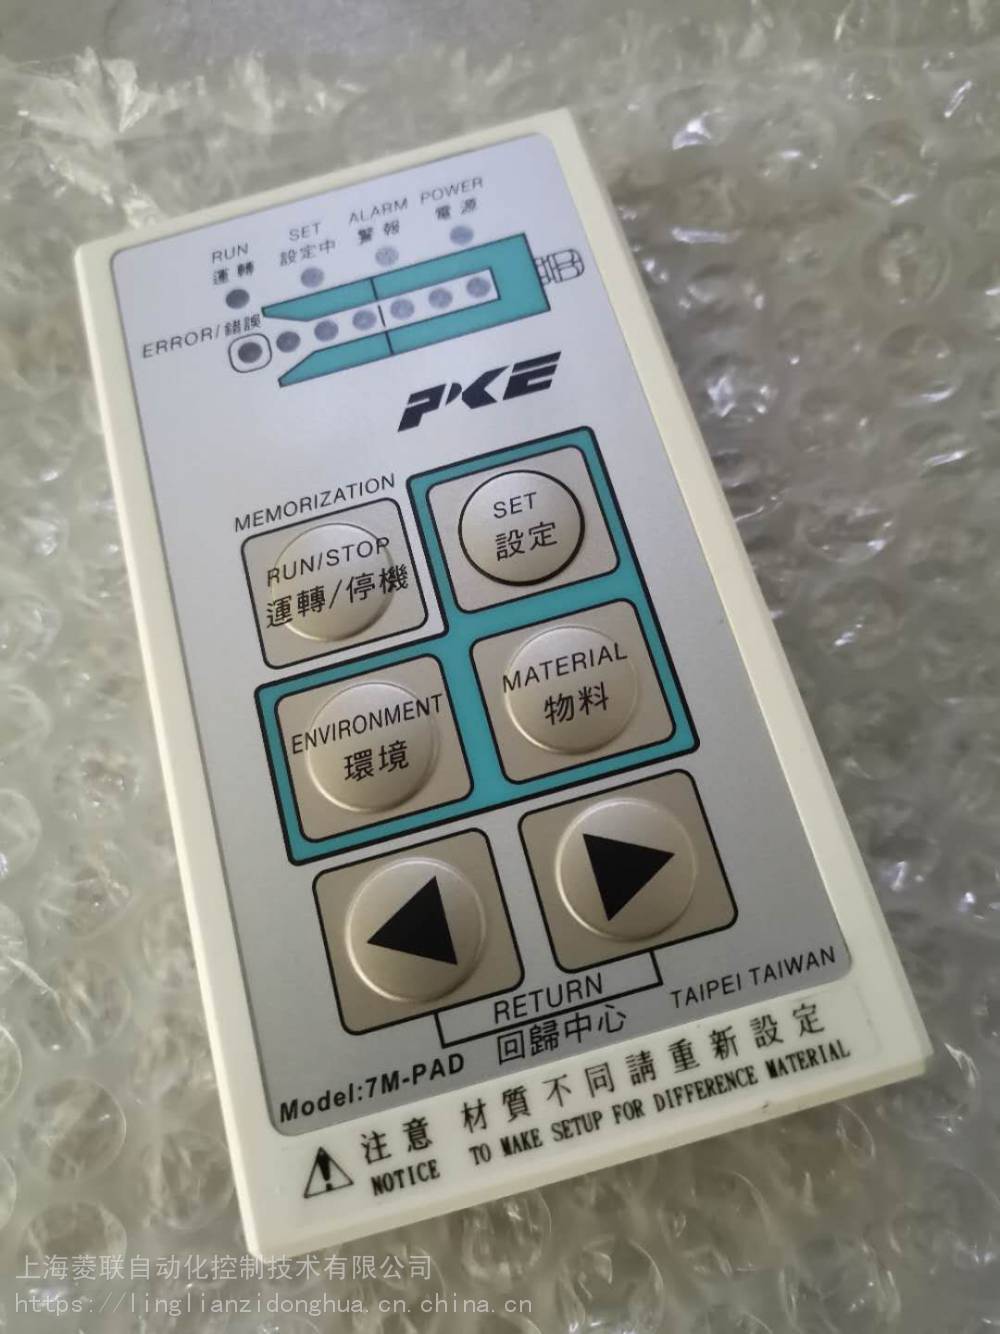 RUN
運轉
SET
設定中
ALARM
警報
POWER
電源
ERROR/錯誤
PKE
MEMORIZATION
RUN/STOP
運轉/停機
SET
設定
ENVIRONMENT
環境
MATERIAL
物料
RETURN
回歸中心
TAIPEI TAIWAN
Model:7M-PAD
注意 材質不同請重新設定
NOTICE TO MAKE SETUP FOR DIFFERENCE MATERIAL
上海菱联自动化控制技术有限公司
https://linglianzidonghua.cn.china.cn